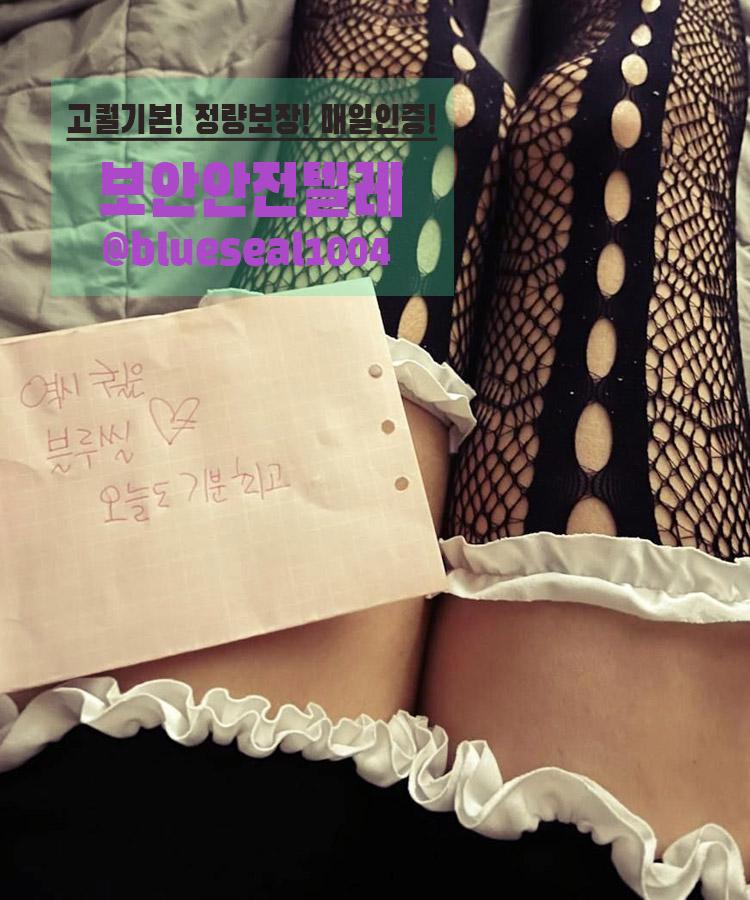 고퀄기본! 정량보장! 매일인증!
보안안전텔레
@blueseal1004
역시 퀄은
블루씰
오늘도 기분 최고